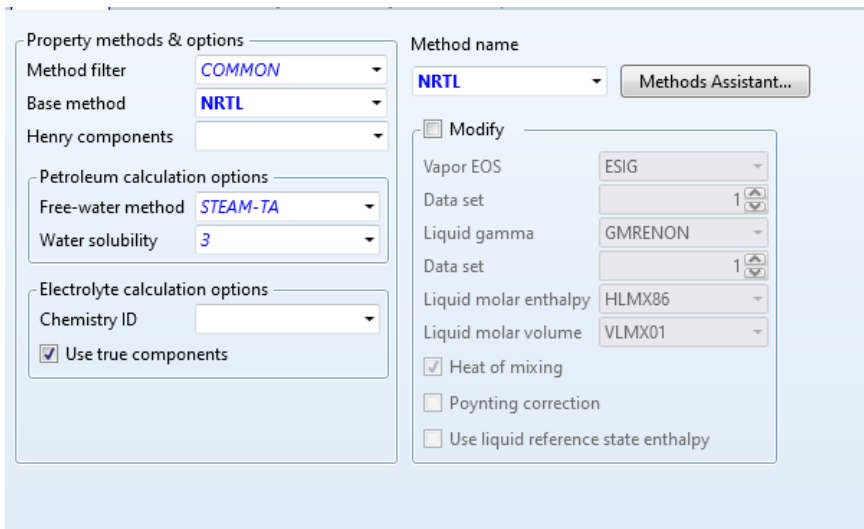 Property methods & options
Method filter COMMON
Base method NRTL
Henry components
Petroleum calculation options
Free-water method STEAM-TA
Water solubility 3
Electrolyte calculation options
Chemistry ID
Use true components
Method name
NRTL Methods Assistant...
Modify
Vapor EOS ESIG
Data set 1
Liquid gamma GMRENON
Data set 1
Liquid molar enthalpy HLMX86
Liquid molar volume VLMX01
Heat of mixing
Poynting correction
Use liquid reference state enthalpy